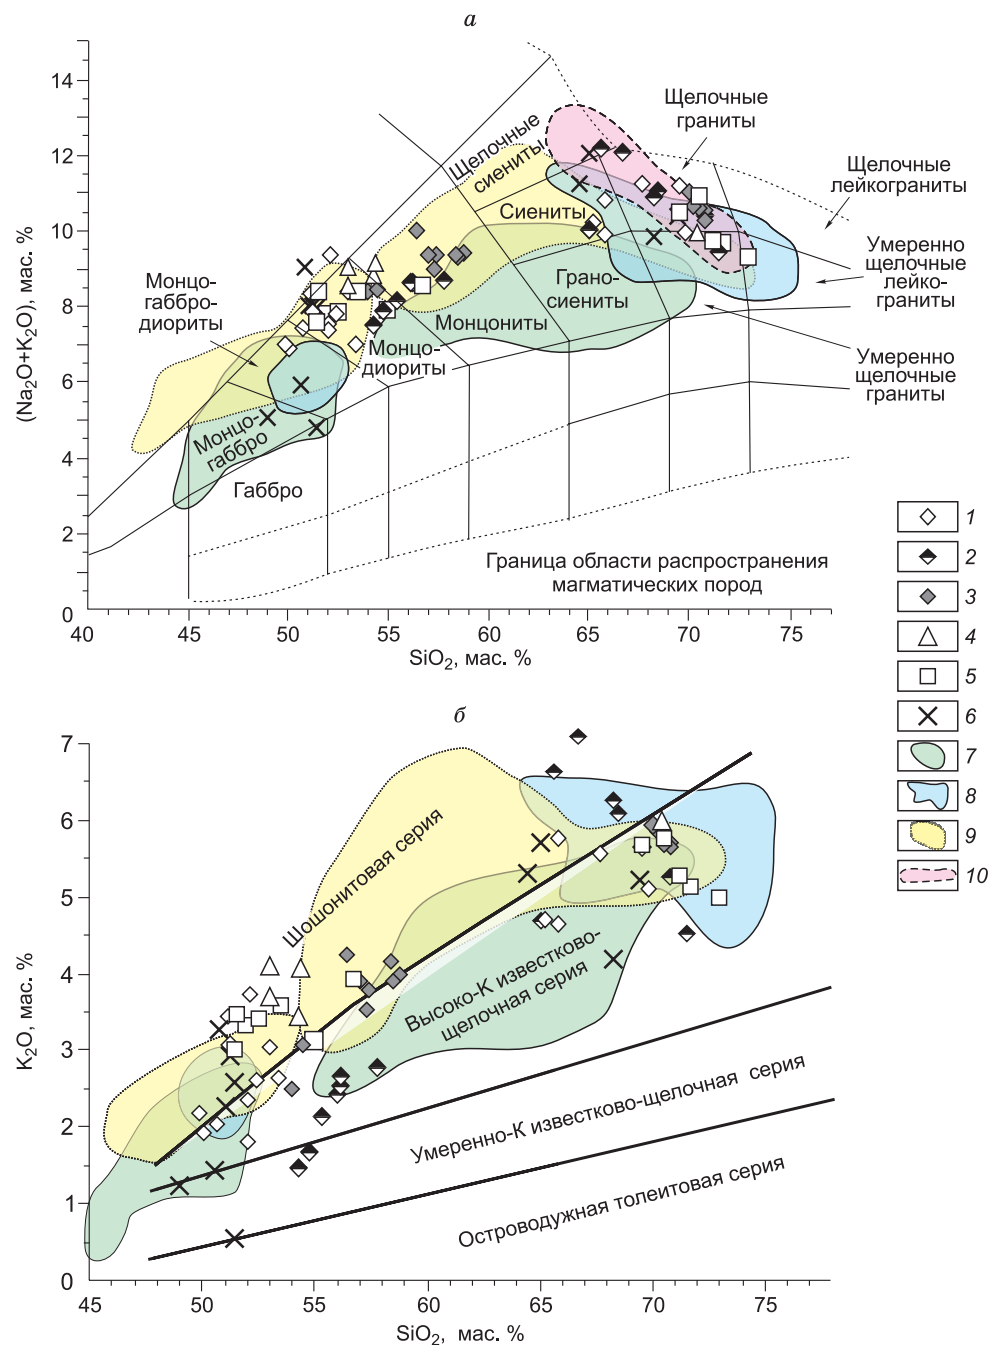 а
14
12
10
8
6
4
2
0
(Na2O+K2O), мас. %
40
45
50
55
60
65
70
75
SiO2, мас. %
Щелочные
граниты
Щелочные
сиениты
Щелочные
лейкограниты
Сиениты
Умеренно
щелочные
лейко-
граниты
Монцо-
габбро-
диориты
Грано-
сиениты
Монцониты
Монцо-
диориты
Умеренно
щелочные
граниты
Монцо-
габбро
Габбро
Граница области распространения
магматических пород
1
2
3
4
5
6
7
8
9
10
б
7
6
5
4
3
2
1
0
K2O, мас. %
Шошонитовая серия
Высоко-К известково-
щелочная серия
Умеренно-К известково-щелочная серия
Островодужная толеитовая серия
45
50
55
60
65
70
75
SiO2, мас. %